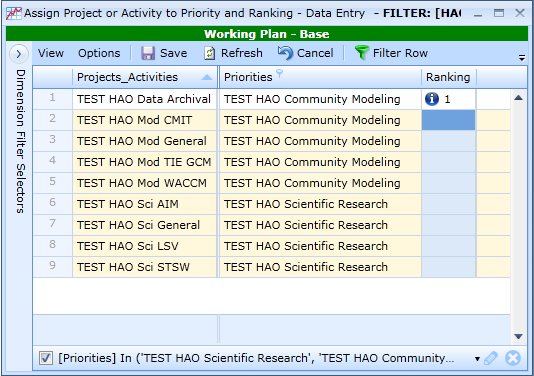 Assign Project or Activity to Priority and Ranking - Data Entry - FILTER: [HAO
Working Plan - Base
View Options Save Refresh Cancel Filter Row
Dimension Filter Selectors
Projects_Activities Priorities Ranking
1 TEST HAO Data Archival TEST HAO Community Modeling 1
2 TEST HAO Mod CMIT TEST HAO Community Modeling
3 TEST HAO Mod General TEST HAO Community Modeling
4 TEST HAO Mod TIE GCM TEST HAO Community Modeling
5 TEST HAO Mod WACCM TEST HAO Community Modeling
6 TEST HAO Sci AIM TEST HAO Scientific Research
7 TEST HAO Sci General TEST HAO Scientific Research
8 TEST HAO Sci LSV TEST HAO Scientific Research
9 TEST HAO Sci STSW TEST HAO Scientific Research
[Priorities] In ('TEST HAO Scientific Research', 'TEST HAO Community...